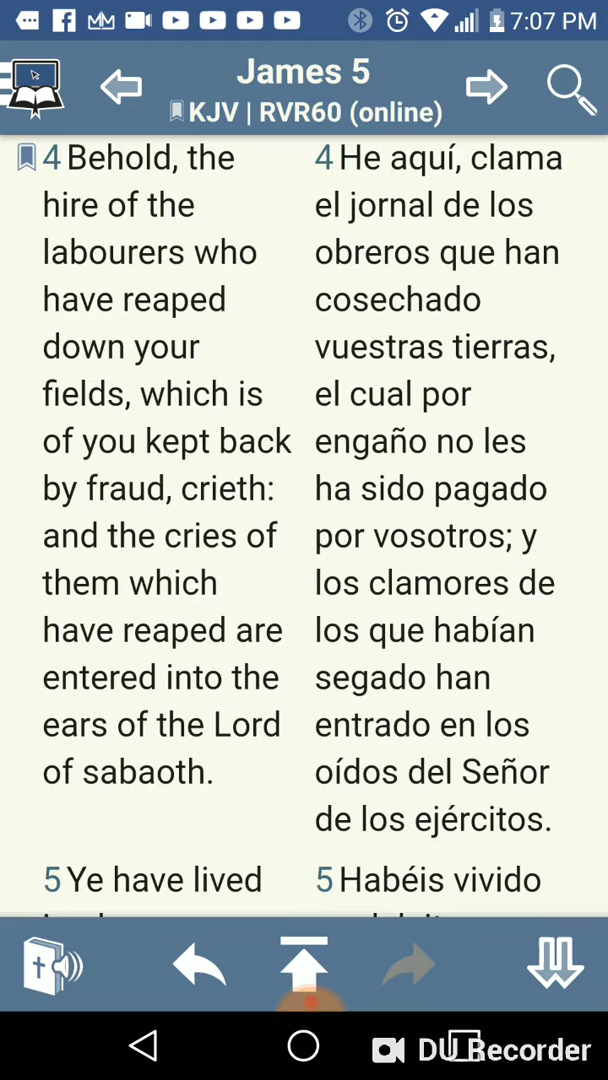 7:07 PM
James 5
KJV | RVR60 (online)
4 Behold, the
hire of the
labourers who
have reaped
down your
fields, which is
of you kept back
by fraud, crieth:
and the cries of
them which
have reaped are
entered into the
ears of the Lord
of sabaoth.
5 Ye have lived
4 He aquí, clama
el jornal de los
obreros que han
cosechado
vuestras tierras,
el cual por
engaño no les
ha sido pagado
por vosotros; y
los clamores de
los que habían
segado han
entrado en los
oídos del Señor
de los ejércitos.
5 Habéis vivido
DU Recorder